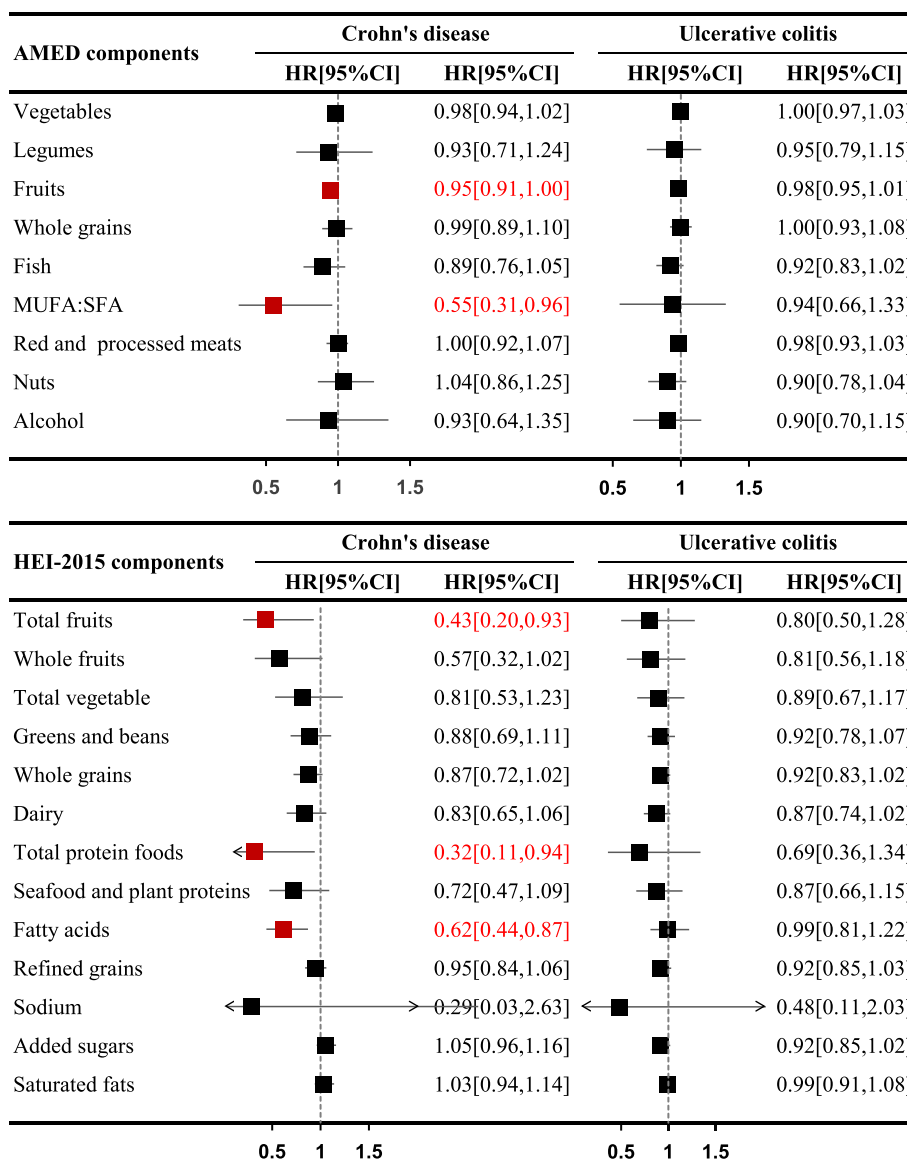 AMED components Crohn's disease Ulcerative colitis
HR[95%CI] HR[95%CI] HR[95%CI] HR[95%CI]
Vegetables 0.98[0.94,1.02] 1.00[0.97,1.03]
Legumes 0.93[0.71,1.24] 0.95[0.79,1.15]
Fruits 0.95[0.91,1.00] 0.98[0.95,1.01]
Whole grains 0.99[0.89,1.10] 1.00[0.93,1.08]
Fish 0.89[0.76,1.05] 0.92[0.83,1.02]
MUFA:SFA 0.55[0.31,0.96] 0.94[0.66,1.33]
Red and processed meats 1.00[0.92,1.07] 0.98[0.93,1.03]
Nuts 1.04[0.86,1.25] 0.90[0.78,1.04]
Alcohol 0.93[0.64,1.35] 0.90[0.70,1.15]
0.5 1 1.5 0.5 1 1.5
HEI-2015 components Crohn's disease Ulcerative colitis
HR[95%CI] HR[95%CI] HR[95%CI] HR[95%CI]
Total fruits 0.43[0.20,0.93] 0.80[0.50,1.28]
Whole fruits 0.57[0.32,1.02] 0.81[0.56,1.18]
Total vegetable 0.81[0.53,1.23] 0.89[0.67,1.17]
Greens and beans 0.88[0.69,1.11] 0.92[0.78,1.07]
Whole grains 0.87[0.72,1.02] 0.92[0.83,1.02]
Dairy 0.83[0.65,1.06] 0.87[0.74,1.02]
Total protein foods 0.32[0.11,0.94] 0.69[0.36,1.34]
Seafood and plant proteins 0.72[0.47,1.09] 0.87[0.66,1.15]
Fatty acids 0.62[0.44,0.87] 0.99[0.81,1.22]
Refined grains 0.95[0.84,1.06] 0.92[0.85,1.03]
Sodium 0.29[0.03,2.63] 0.48[0.11,2.03]
Added sugars 1.05[0.96,1.16] 0.92[0.85,1.02]
Saturated fats 1.03[0.94,1.14] 0.99[0.91,1.08]
0.5 1 1.5 0.5 1 1.5